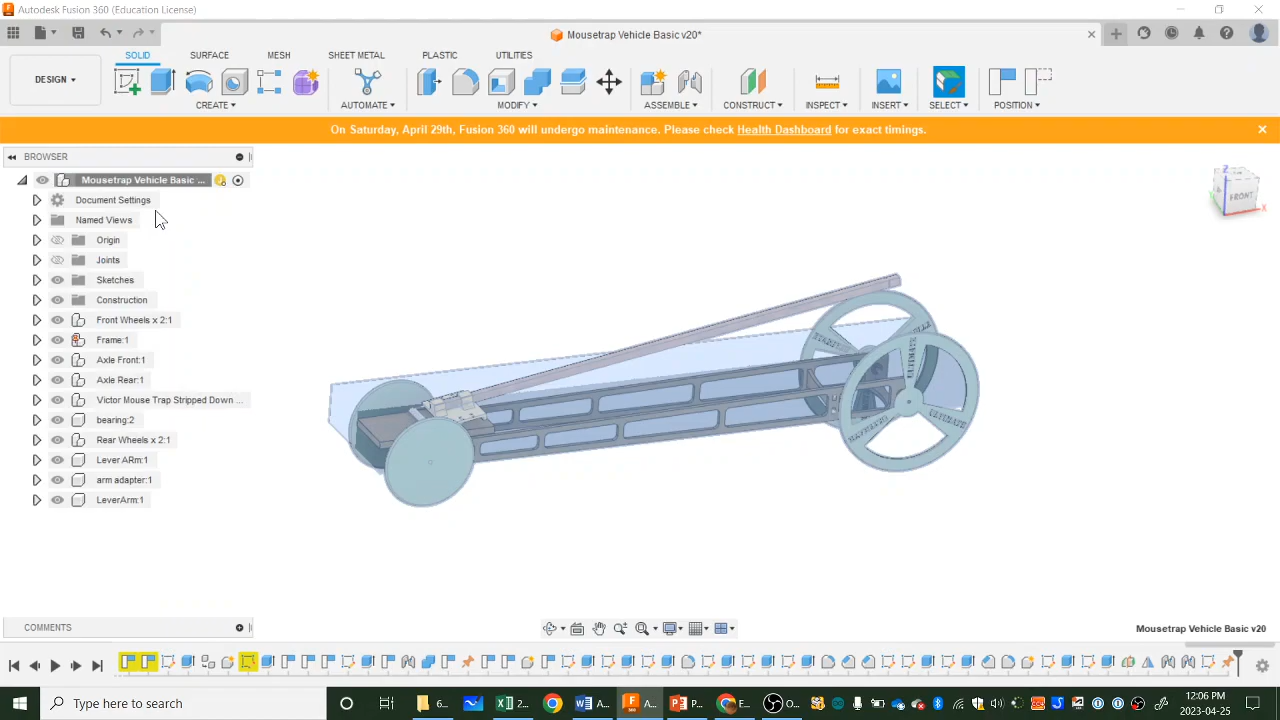 Autodesk Fusion 360 (Education License)
Mousetrap Vehicle Basic v20*
SOLID SURFACE MESH SHEET METAL PLASTIC UTILITIES
DESIGN
CREATE AUTOMATE MODIFY ASSEMBLE CONSTRUCT INSPECT INSERT SELECT POSITION
On Saturday, April 29th, Fusion 360 will undergo maintenance. Please check Health Dashboard for exact timings.
BROWSER
Mousetrap Vehicle Basic ...
Document Settings
Named Views
Origin
Joints
Sketches
Construction
Front Wheels x 2:1
Frame:1
Axle Front:1
Axle Rear:1
Victor Mouse Trap Stripped Down ...
bearing:2
Rear Wheels x 2:1
Lever ARm:1
arm adapter:1
LeverArm:1
Z
FRONT
X
ULTIMATE
ULTIMATE
COMMENTS
Mousetrap Vehicle Basic v20
Type here to search
6...
A...
2...
A...
A...
P...
E...
O...
12:06 PM
2023-04-25